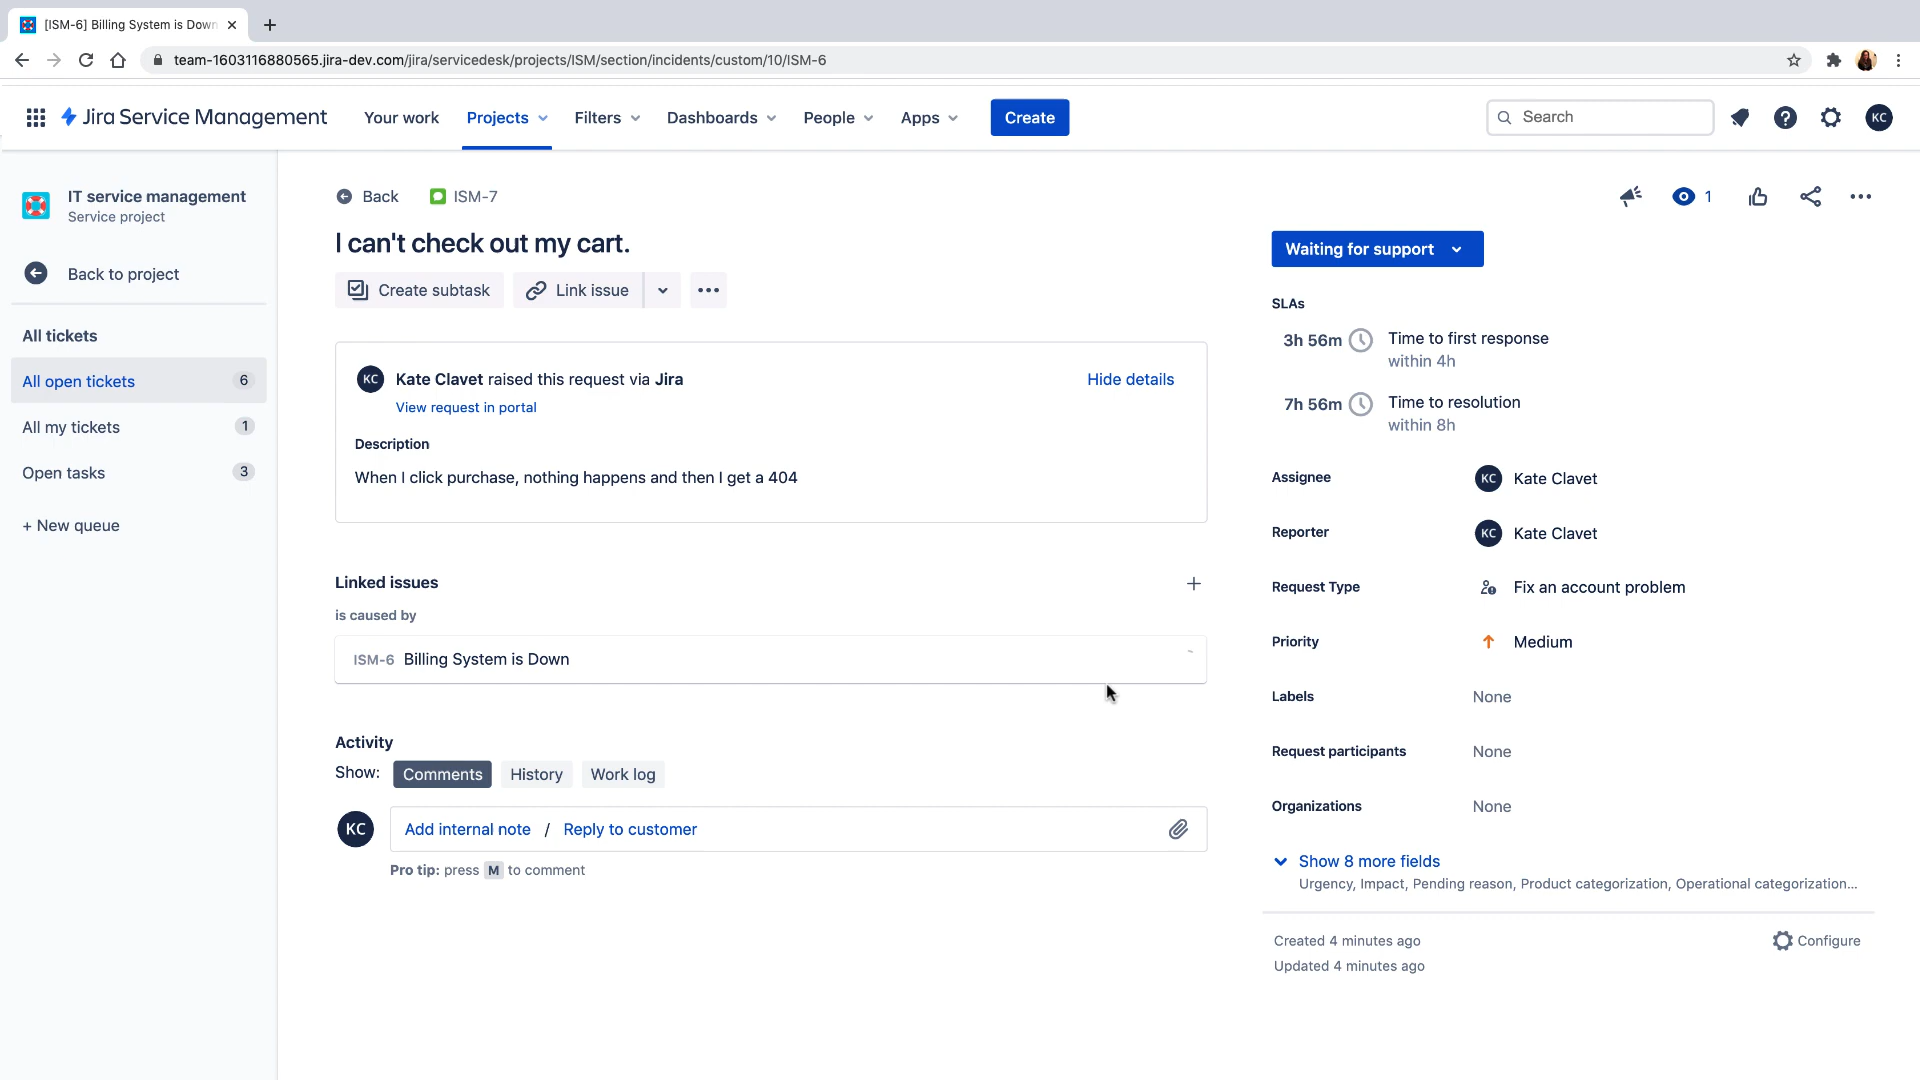 [ISM-6] Billing System is Down
team-1603116880565.jira-dev.com/jira/servicedesk/projects/ISM/section/incidents/custom/10/ISM-6
Jira Service Management Your work Projects Filters Dashboards People Apps Create Search KC
IT service management
Service project
Back to project
All tickets
All open tickets 6
All my tickets 1
Open tasks 3
+ New queue
Back ISM-7
1
I can't check out my cart.
Create subtask Link issue
KC Kate Clavet raised this request via Jira Hide details
View request in portal
Description
When I click purchase, nothing happens and then I get a 404
Linked issues
is caused by
ISM-6 Billing System is Down
Activity
Show: Comments History Work log
KC Add internal note / Reply to customer
Pro tip: press M to comment
Waiting for support
SLAs
3h 56m Time to first response
within 4h
7h 56m Time to resolution
within 8h
Assignee KC Kate Clavet
Reporter KC Kate Clavet
Request Type Fix an account problem
Priority Medium
Labels None
Request participants None
Organizations None
Show 8 more fields
Urgency, Impact, Pending reason, Product categorization, Operational categorization...
Created 4 minutes ago Configure
Updated 4 minutes ago